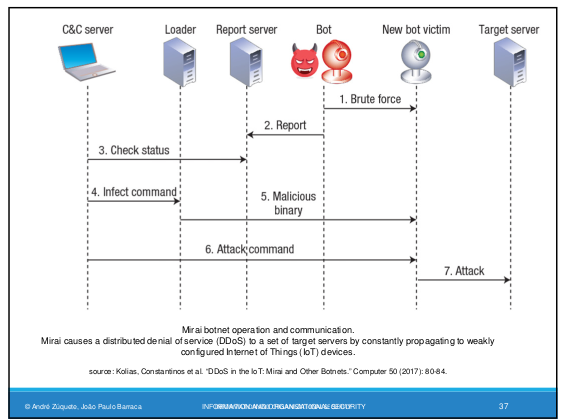 C&C server Loader Report server Bot New bot victim Target server
1. Brute force
2. Report
3. Check status
4. Infect command
5. Malicious
binary
6. Attack command
7. Attack
Mirai botnet operation and communication.
Mirai causes a distributed denial of service (DDoS) to a set of target servers by constantly propagating to weakly
configured Internet of Things (IoT) devices.
source: Kolias, Constantinos et al. “DDoS in the IoT: Mirai and Other Botnets.” Computer 50 (2017): 80-84.
© André Zúquete, João Paulo Barraca 37